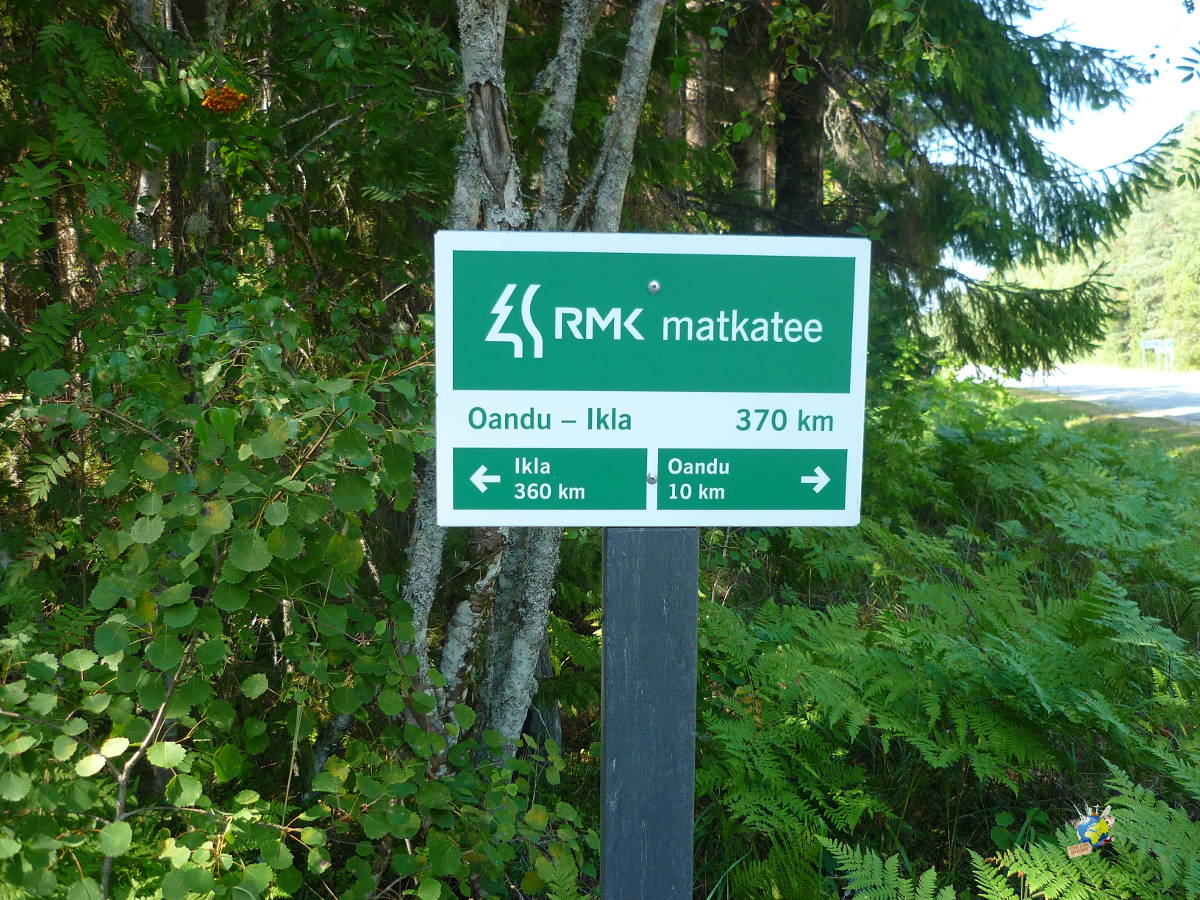 RMK matkatee
Oandu – Ikla 370 km
← Ikla
360 km
Oandu →
10 km